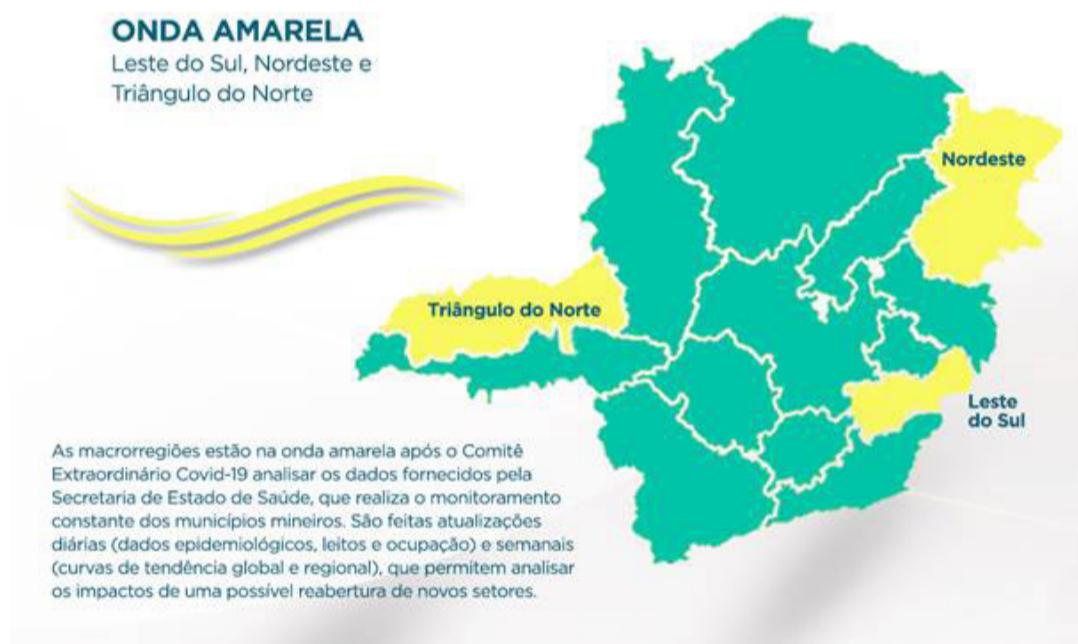 ONDA AMARELA
Leste do Sul, Nordeste e
Triângulo do Norte
Nordeste
Triângulo do Norte
Leste
do Sul
As macrorregiões estão na onda amarela após o Comitê
Extraordinário Covid-19 analisar os dados fornecidos pela
Secretaria de Estado de Saúde, que realiza o monitoramento
constante dos municípios mineiros. São feitas atualizações
diárias (dados epidemiológicos, leitos e ocupação) e semanais
(curvas de tendência global e regional), que permitem analisar
os impactos de uma possível reabertura de novos setores.